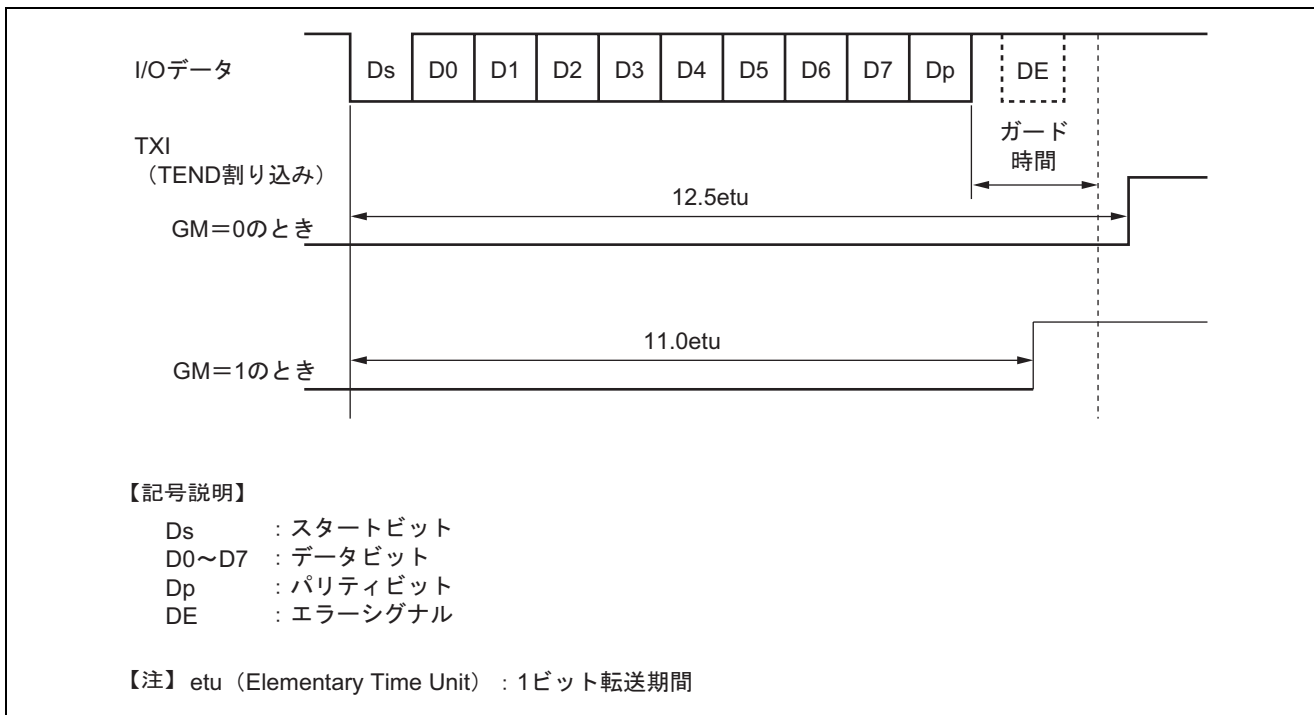 I/Oデータ
Ds D0 D1 D2 D3 D4 D5 D6 D7 Dp DE
ガード
時間
TXI
（TEND割り込み）
12.5etu
GM＝0のとき
11.0etu
GM＝1のとき
【記号説明】
Ds ：スタートビット
D0～D7 ：データビット
Dp ：パリティビット
DE ：エラーシグナル
【注】 etu（Elementary Time Unit）：1ビット転送期間